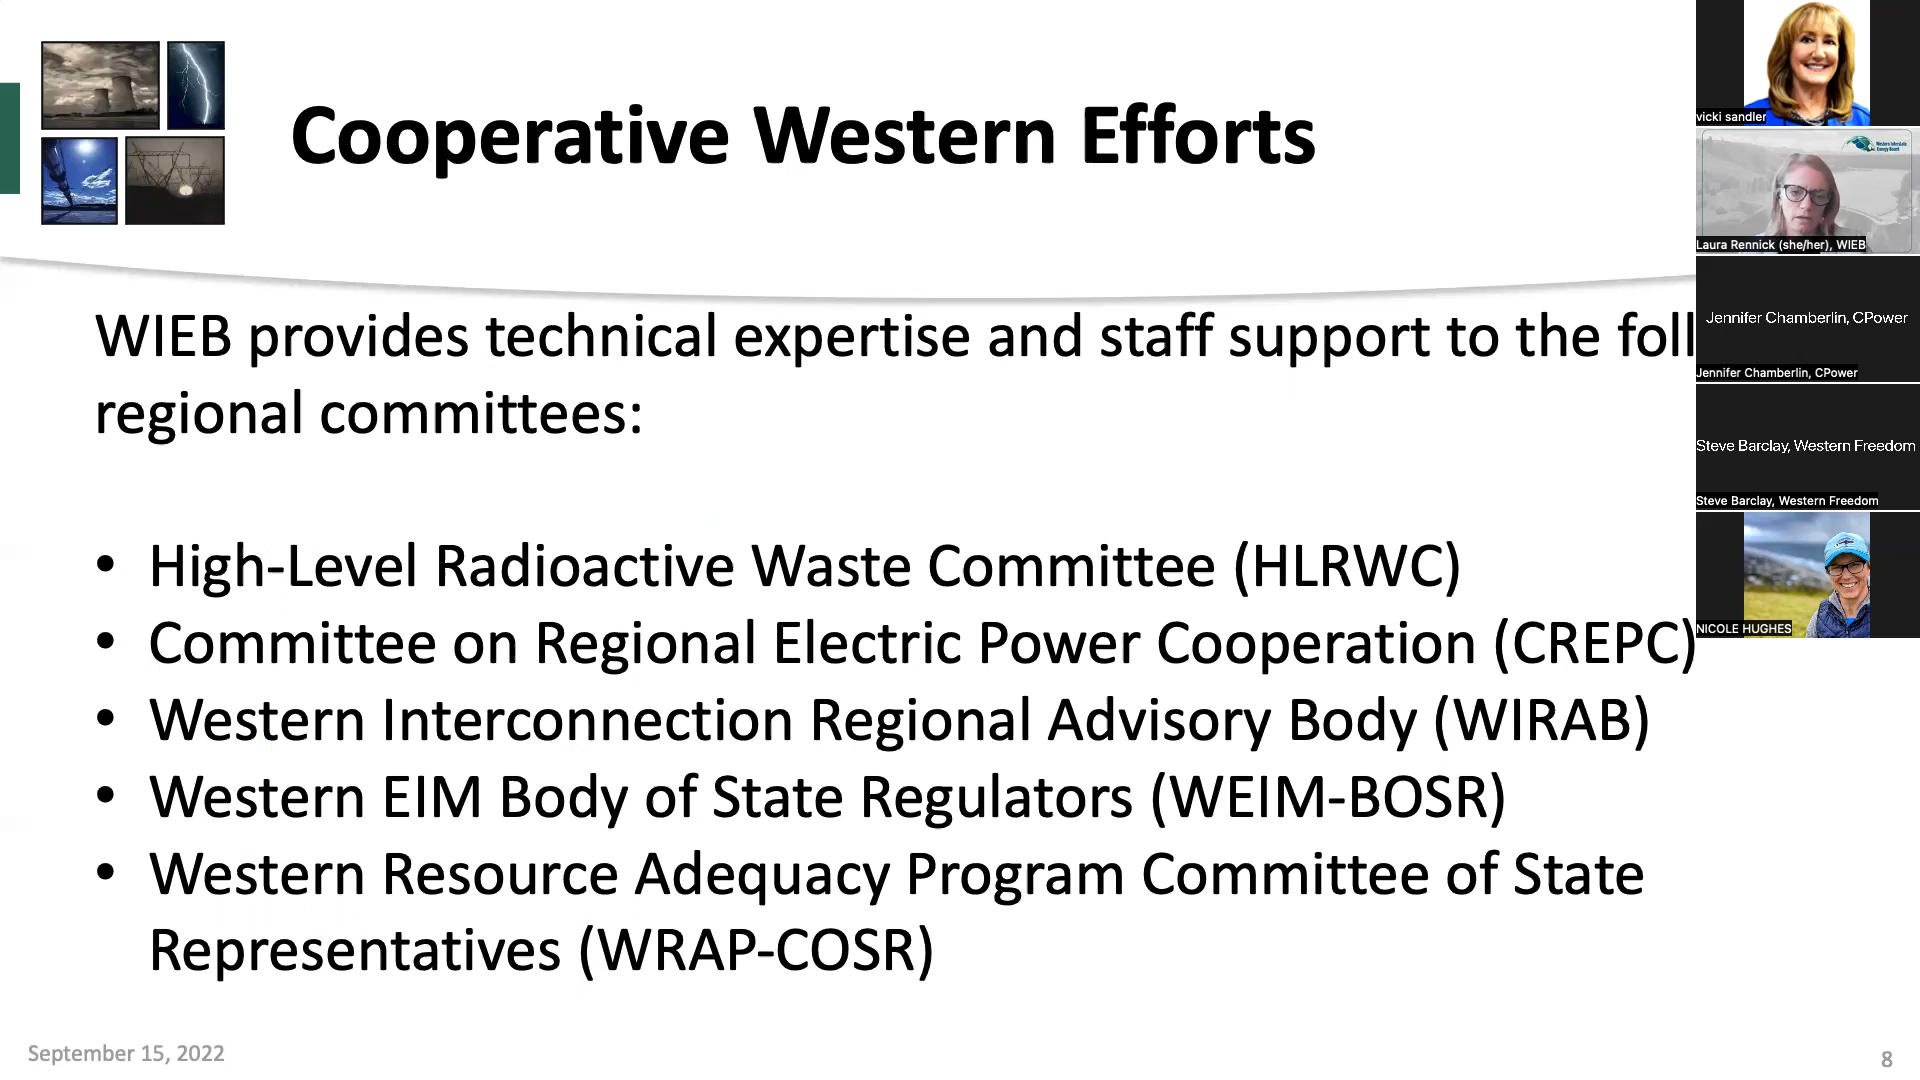 Cooperative Western Efforts
WIEB provides technical expertise and staff support to the foll
regional committees:
• High-Level Radioactive Waste Committee (HLRWC)
• Committee on Regional Electric Power Cooperation (CREPC)
• Western Interconnection Regional Advisory Body (WIRAB)
• Western EIM Body of State Regulators (WEIM-BOSR)
• Western Resource Adequacy Program Committee of State
Representatives (WRAP-COSR)
September 15, 2022
8
vicki sandler
Western Interstate
Energy Board
Laura Rennick (she/her), WIEB
Jennifer Chamberlin, CPower
Jennifer Chamberlin, CPower
Steve Barclay, Western Freedom
Steve Barclay, Western Freedom
NICOLE HUGHES